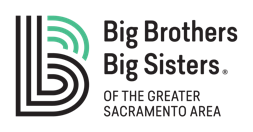 Big Brothers
Big Sisters®
OF THE GREATER
SACRAMENTO AREA